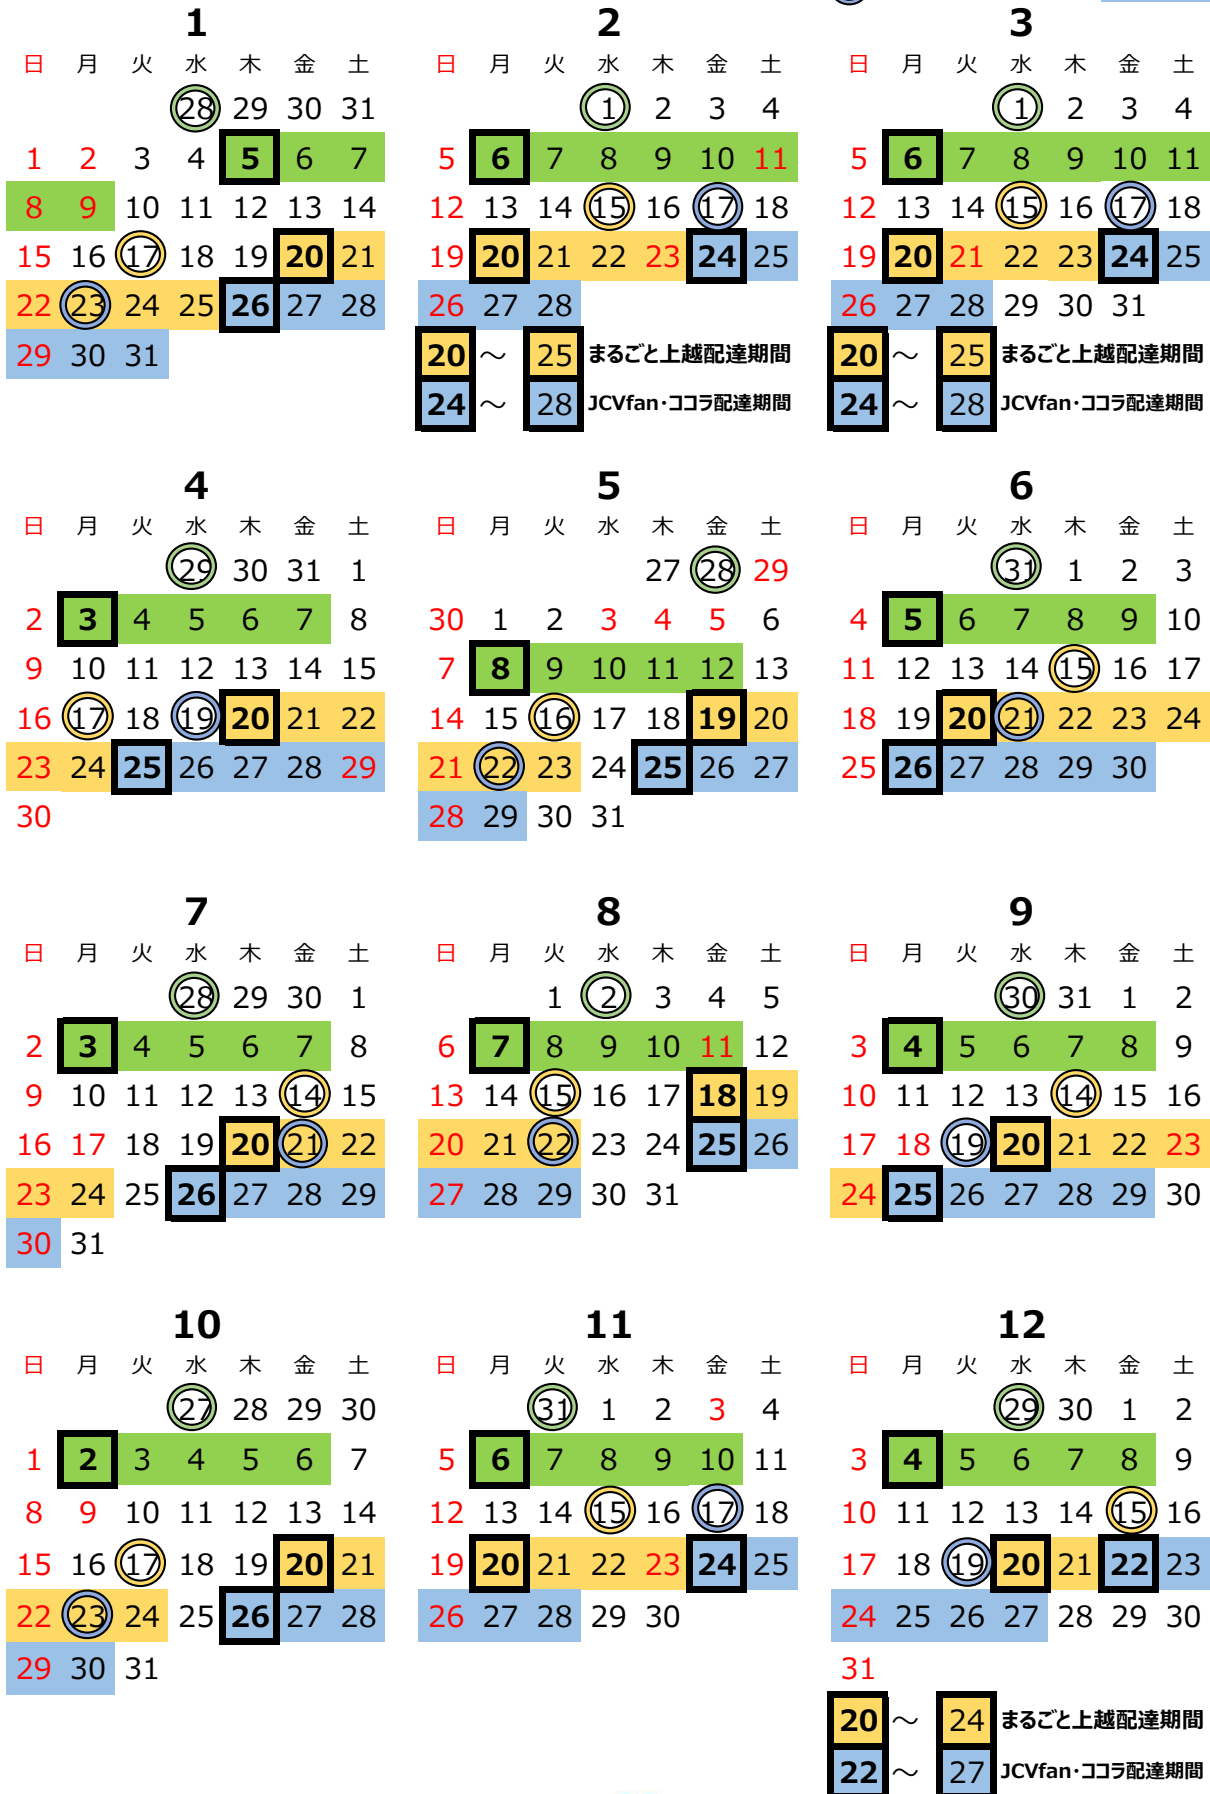 1 2 3
日 月 火 水 木 金 土 日 月 火 水 木 金 土 日 月 火 水 木 金 土
28 29 30 31 1 2 3 4 1 2 3 4
1 2 3 4 5 6 7 5 6 7 8 9 10 11 5 6 7 8 9 10 11
8 9 10 11 12 13 14 12 13 14 15 16 17 18 12 13 14 15 16 17 18
15 16 17 18 19 20 21 19 20 21 22 23 24 25 19 20 21 22 23 24 25
22 23 24 25 26 27 28 26 27 28 26 27 28 29 30 31
29 30 31 20 ～ 25 まるごと上越配達期間 20 ～ 25 まるごと上越配達期間
24 ～ 28 JCVfan・ココラ配達期間 24 ～ 28 JCVfan・ココラ配達期間
4 5 6
日 月 火 水 木 金 土 日 月 火 水 木 金 土 日 月 火 水 木 金 土
29 30 31 1 27 28 29 31 1 2 3
2 3 4 5 6 7 8 30 1 2 3 4 5 6 4 5 6 7 8 9 10
9 10 11 12 13 14 15 7 8 9 10 11 12 13 11 12 13 14 15 16 17
16 17 18 19 20 21 22 14 15 16 17 18 19 20 18 19 20 21 22 23 24
23 24 25 26 27 28 29 21 22 23 24 25 26 27 25 26 27 28 29 30
30 28 29 30 31
7 8 9
日 月 火 水 木 金 土 日 月 火 水 木 金 土 日 月 火 水 木 金 土
28 29 30 1 1 2 3 4 5 30 31 1 2
2 3 4 5 6 7 8 6 7 8 9 10 11 12 3 4 5 6 7 8 9
9 10 11 12 13 14 15 13 14 15 16 17 18 19 10 11 12 13 14 15 16
16 17 18 19 20 21 22 20 21 22 23 24 25 26 17 18 19 20 21 22 23
23 24 25 26 27 28 29 27 28 29 30 31 24 25 26 27 28 29 30
30 31
10 11 12
日 月 火 水 木 金 土 日 月 火 水 木 金 土 日 月 火 水 木 金 土
27 28 29 30 31 1 2 3 4 29 30 1 2
1 2 3 4 5 6 7 5 6 7 8 9 10 11 3 4 5 6 7 8 9
8 9 10 11 12 13 14 12 13 14 15 16 17 18 10 11 12 13 14 15 16
15 16 17 18 19 20 21 19 20 21 22 23 24 25 17 18 19 20 21 22 23
22 23 24 25 26 27 28 26 27 28 29 30 24 25 26 27 28 29 30
29 30 31 31
20 ～ 24 まるごと上越配達期間
22 ～ 27 JCVfan・ココラ配達期間